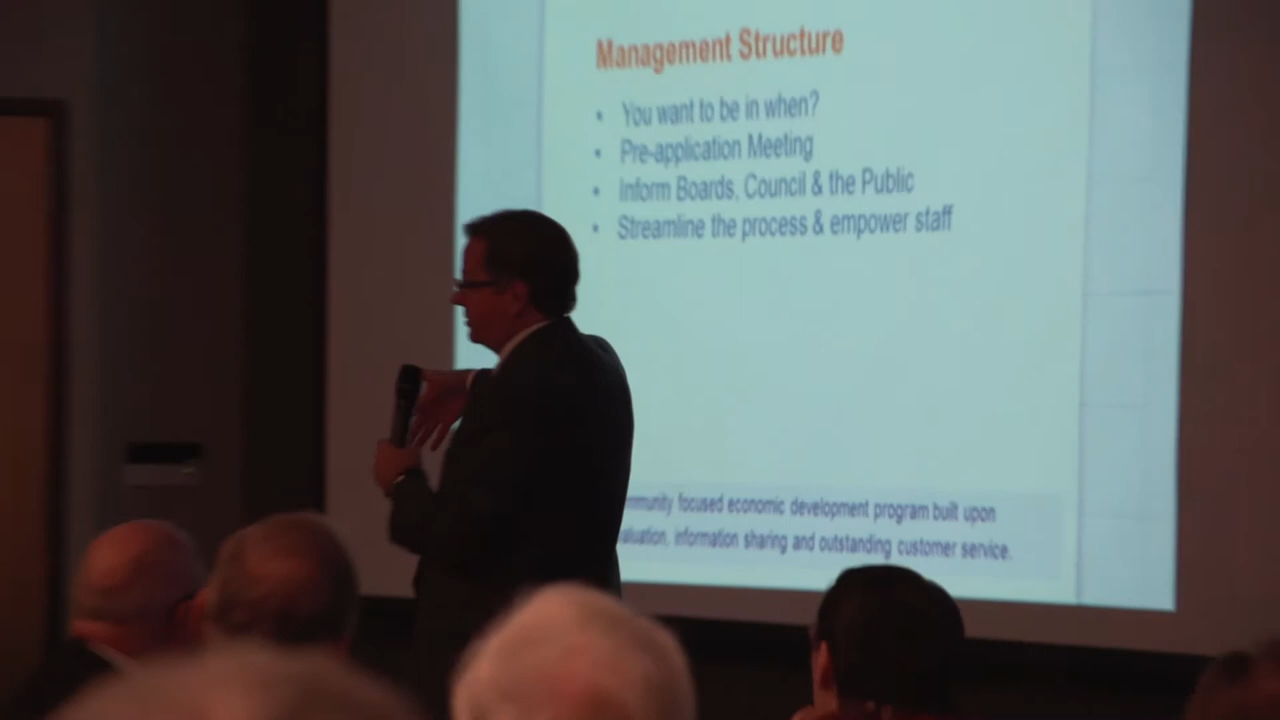 Management Structure
• You want to be in when?
• Pre-application Meeting
• Inform Boards, Council & the Public
• Streamline the process & empower staff
focused economic development program built upon
information sharing and outstanding customer service.